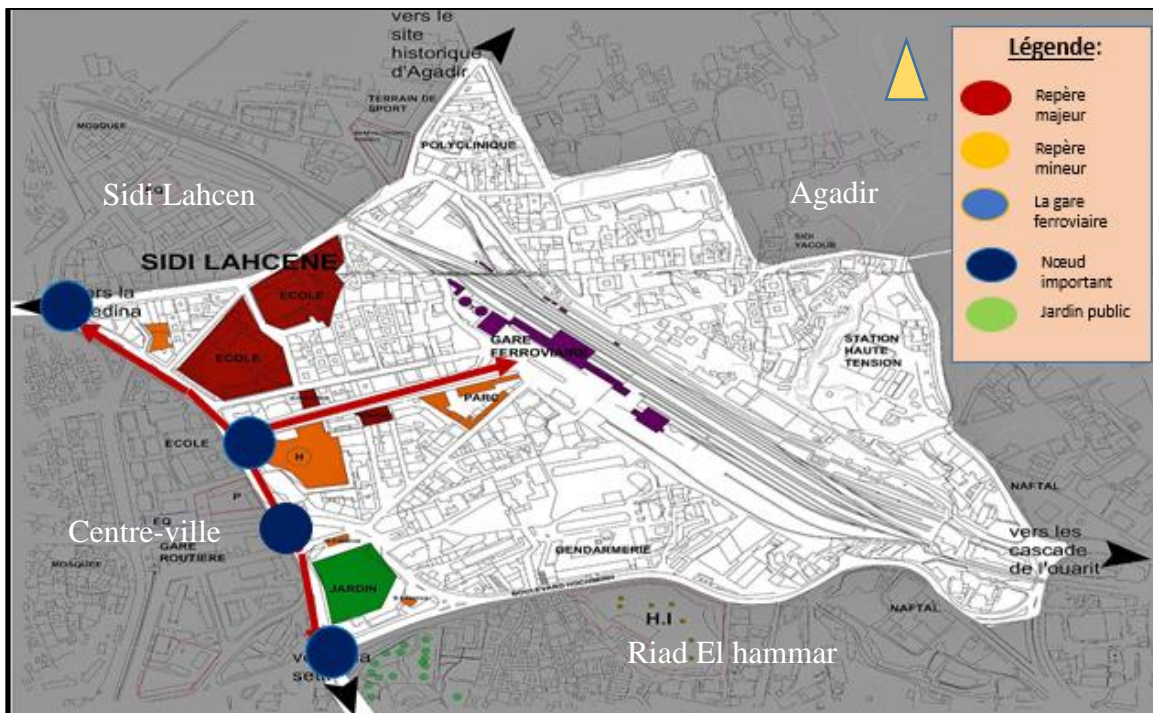 vers le
site
historique
d'Agadir
TERRAIN DE
SPORT
MOSQUEE
POLYCLINIQUE
Sidi Lahcen
Agadir
SIDI
YACOUB
SIDI LAHCENE
ECOLE
vers la
medina
ECOLE
GARE
FERROVIAIRE
STATION
HAUTE
TENSION
PARC
ECOLE
H
P
Centre-ville
GARE
ROUTIERE
MOSQUEE
GENDARMERIE
NAFTAL
vers les
cascade
de l'ouarit
JARDIN
NAFTAL
H.I
Riad El hammar
Légende:
Repère
majeur
Repère
mineur
La gare
ferroviaire
Nœud
important
Jardin public